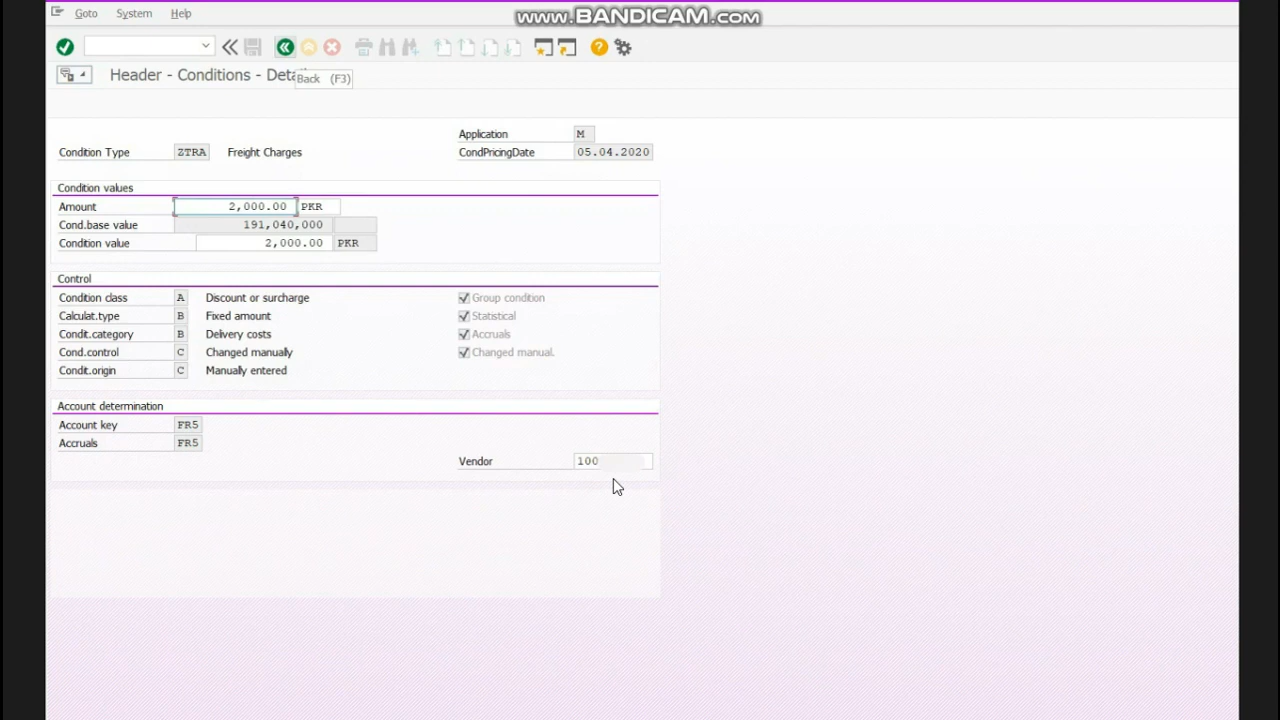 www.BANDICAM.com
Goto System Help
Header - Conditions - Deta
Back (F3)
Application M
Condition Type ZTRA Freight Charges CondPricingDate 05.04.2020
Condition values
Amount 2,000.00 PKR
Cond.base value 191,040,000
Condition value 2,000.00 PKR
Control
Condition class A Discount or surcharge Group condition
Calculat.type B Fixed amount Statistical
Condit.category B Delivery costs Accruals
Cond.control C Changed manually Changed manual.
Condit.origin C Manually entered
Account determination
Account key FR5
Accruals FR5
Vendor 100